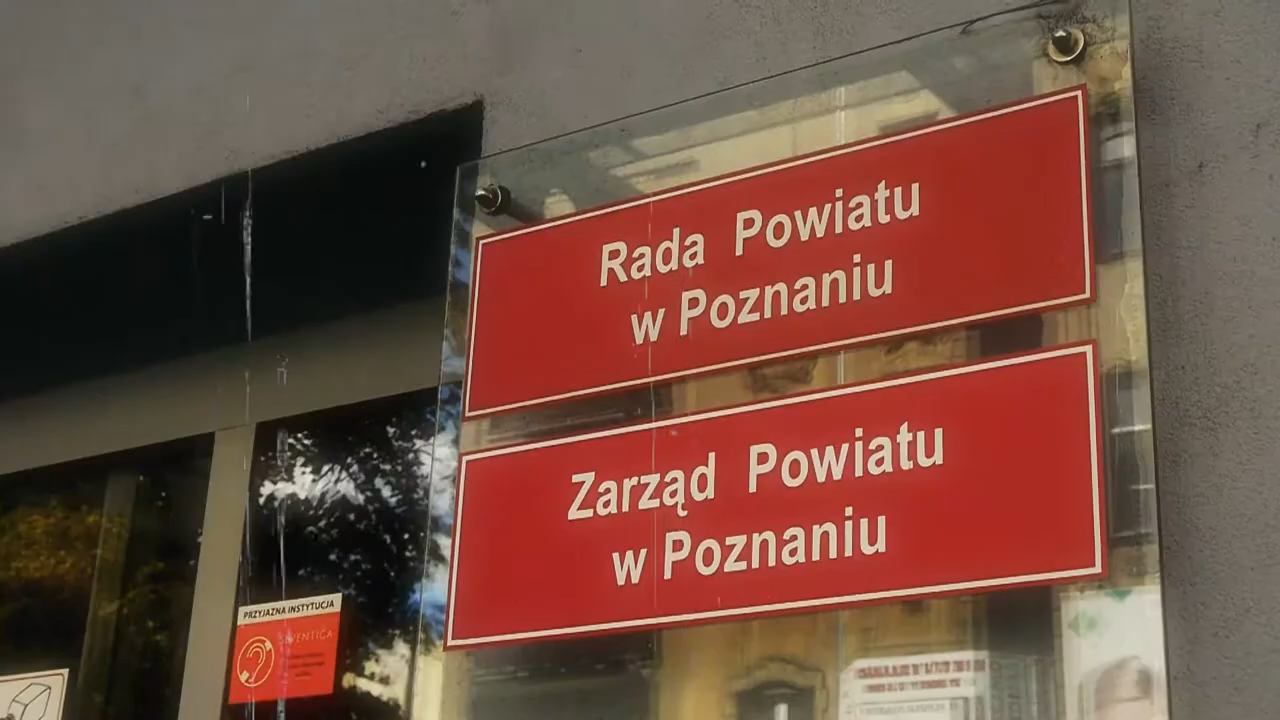 Rada Powiatu
w Poznaniu
Zarząd Powiatu
w Poznaniu
PRZYJAZNA INSTYTUCJA